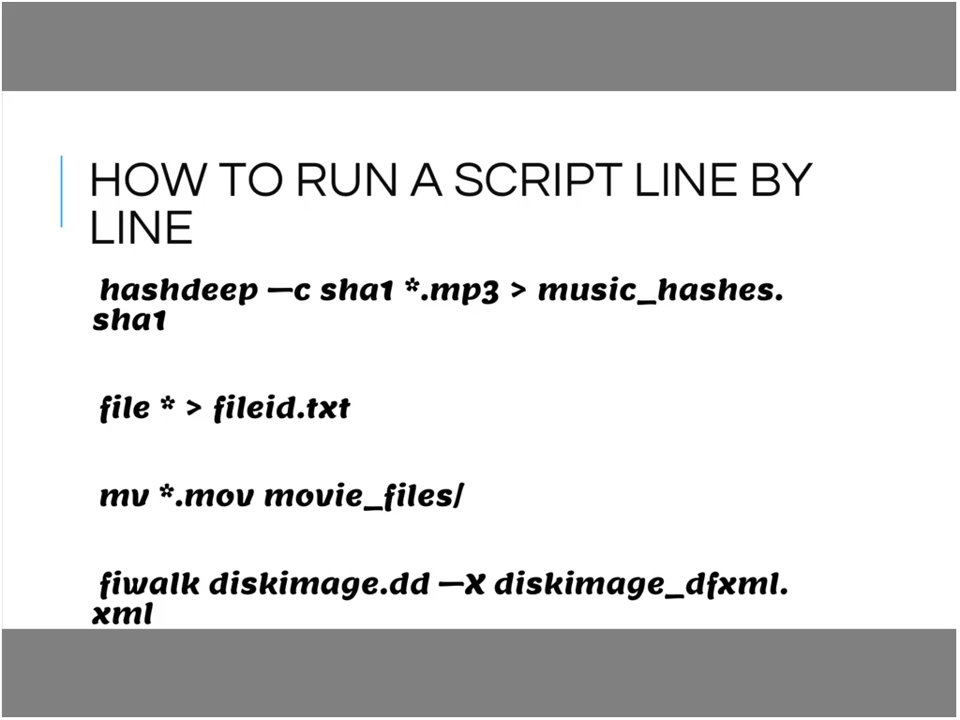 HOW TO RUN A SCRIPT LINE BY
LINE
hashdeep —c sha1 *.mp3 > music_hashes.
sha1
file * > fileid.txt
mv *.mov movie_files/
fiwalk diskimage.dd —X diskimage_dfxml.
xml